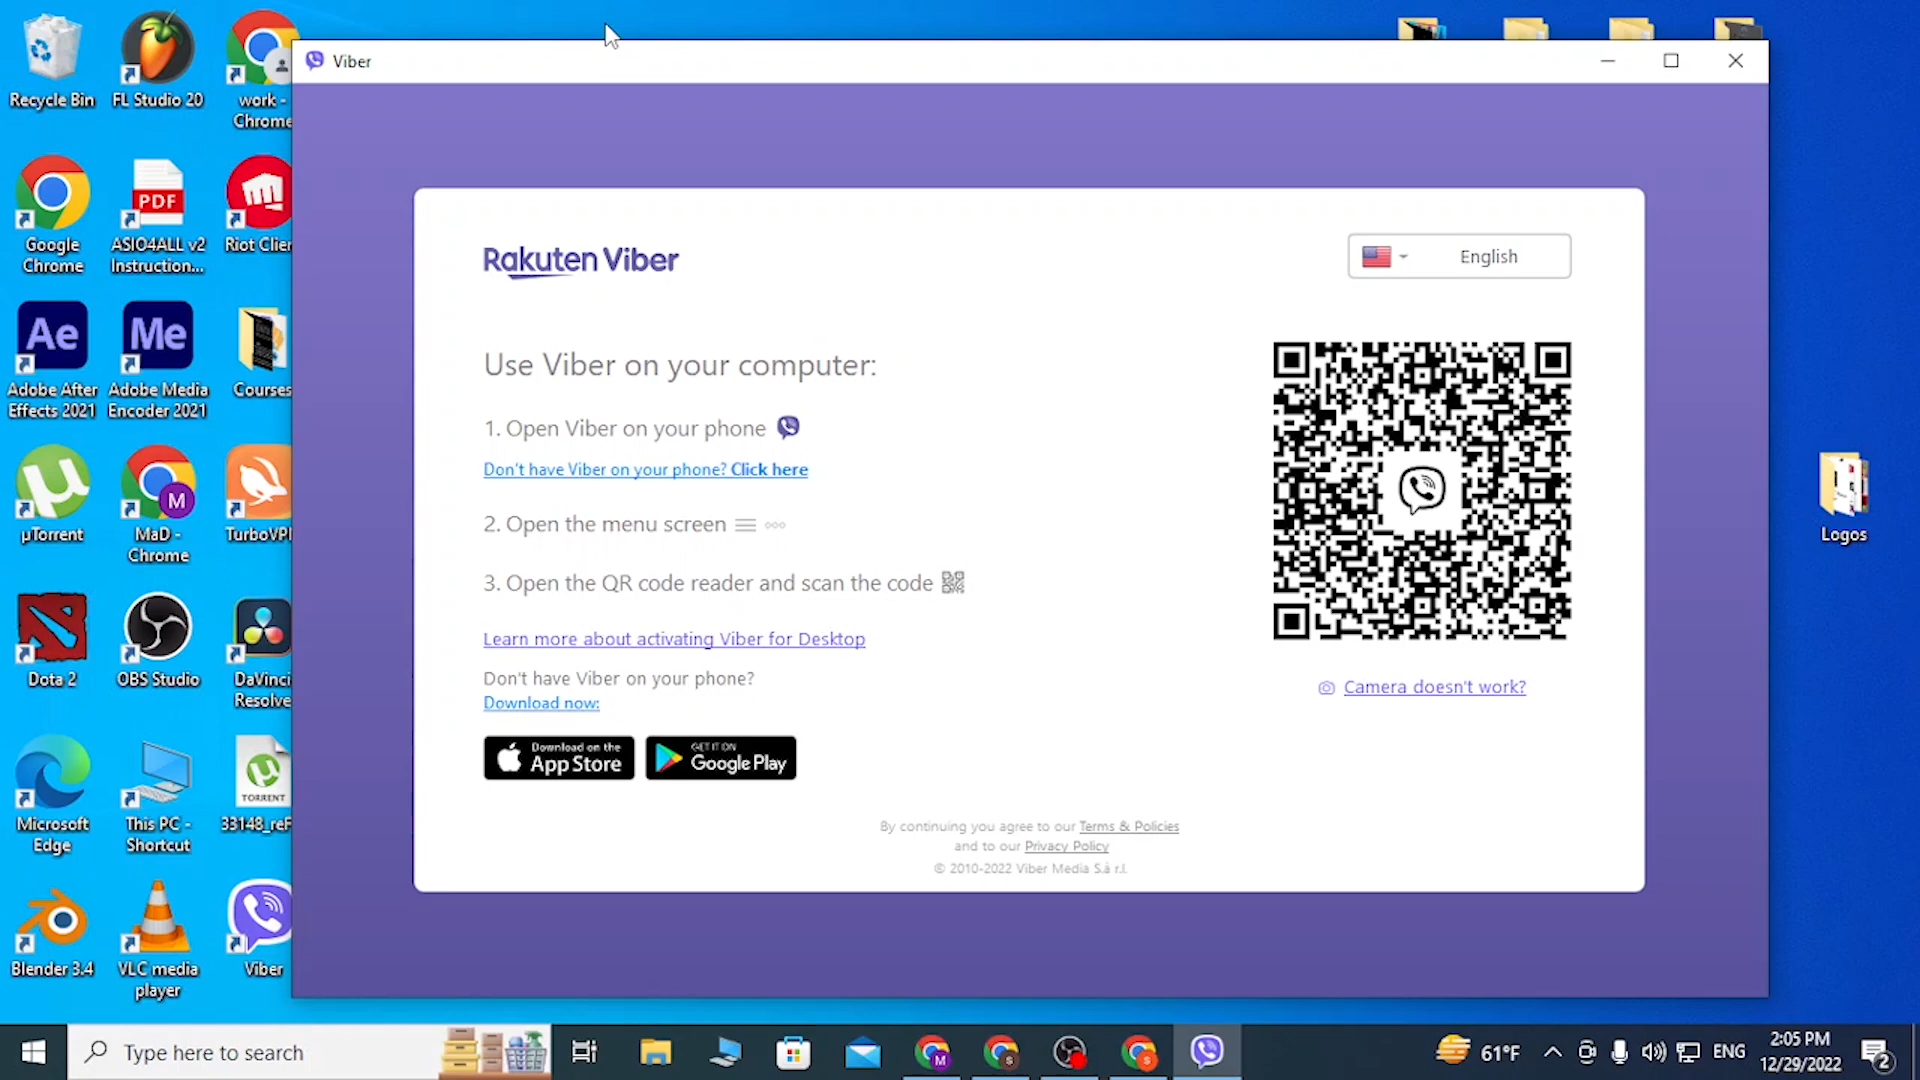 Recycle Bin
FL Studio 20
work -
Chrome
Google
Chrome
PDF
ASIO4ALL v2
Instruction...
Riot Clien
Ae
Adobe After
Effects 2021
Me
Adobe Media
Encoder 2021
Courses
µTorrent
M
MaD -
Chrome
TurboVPN
Dota 2
OBS Studio
DaVinci
Resolve
Microsoft
Edge
This PC -
Shortcut
TORRENT
33148_reF
Blender 3.4
VLC media
player
Viber
Viber
Rakuten Viber
English
Use Viber on your computer:
1. Open Viber on your phone
Don't have Viber on your phone? Click here
2. Open the menu screen
3. Open the QR code reader and scan the code
Learn more about activating Viber for Desktop
Don't have Viber on your phone?
Download now:
Download on the
App Store
GET IT ON
Google Play
Camera doesn't work?
By continuing you agree to our Terms & Policies
and to our Privacy Policy
© 2010-2022 Viber Media S.à r.l.
Logos
Type here to search
M
S
S
61°F
ENG
2:05 PM
12/29/2022
2